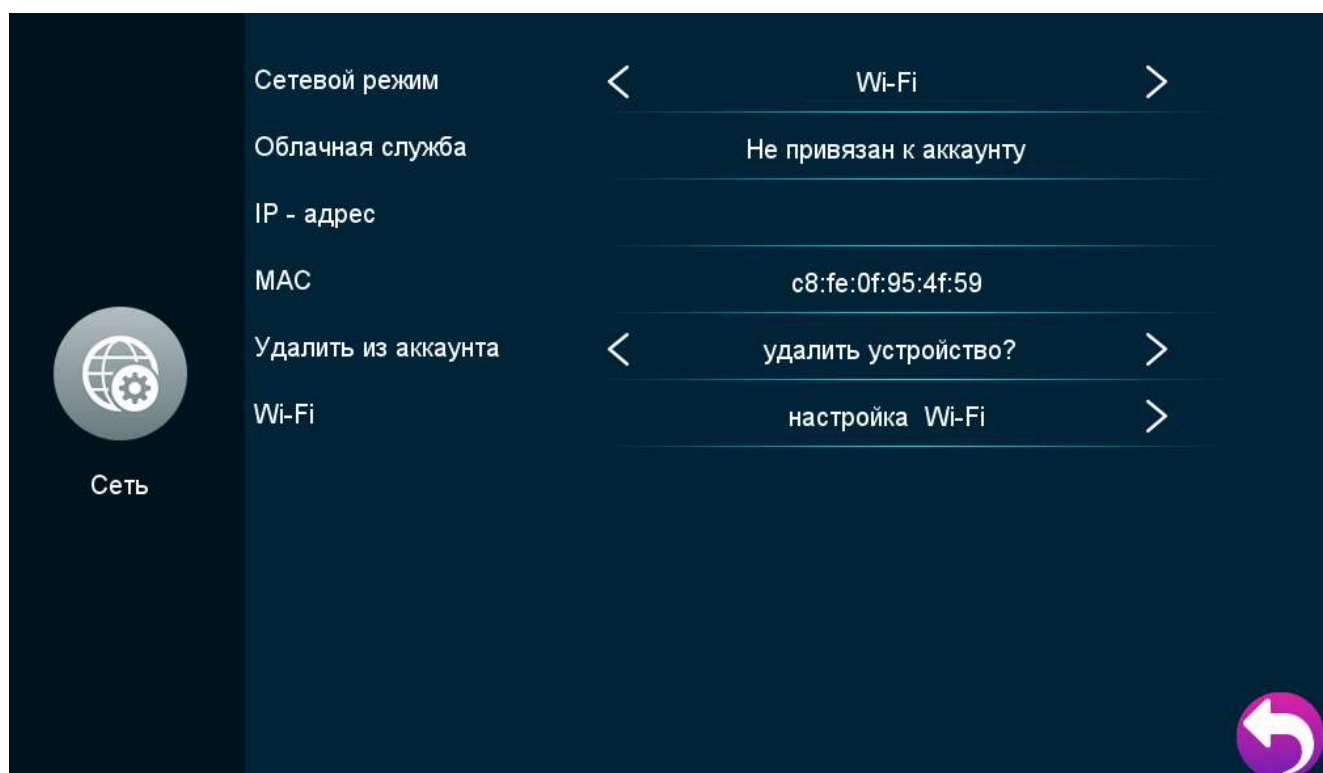 Сетевой режим Wi-Fi
Облачная служба Не привязан к аккаунту
IP - адрес
MAC c8:fe:0f:95:4f:59
Удалить из аккаунта удалить устройство?
Wi-Fi настройка Wi-Fi
Сеть